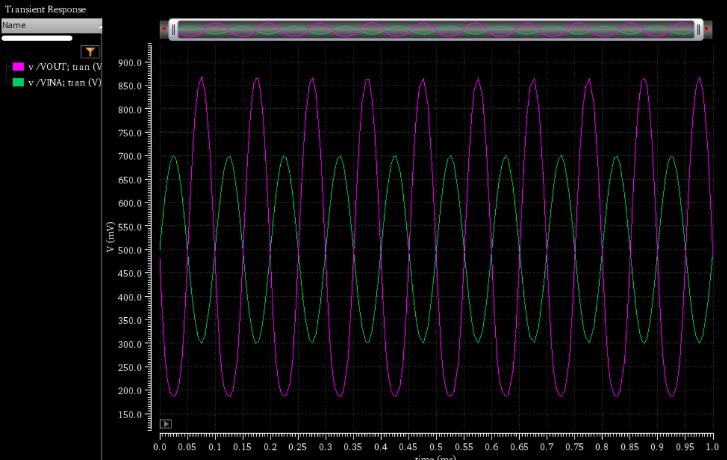 Transient Response
Name
v /VOUT; tran (V
v /VINA; tran (V)
V (mV)
900.0
850.0
800.0
750.0
700.0
650.0
600.0
550.0
500.0
450.0
400.0
350.0
300.0
250.0
200.0
150.0
0.0 0.05 0.1 0.15 0.2 0.25 0.3 0.35 0.4 0.45 0.5 0.55 0.6 0.65 0.7 0.75 0.8 0.85 0.9 0.95 1.0
time (ms)